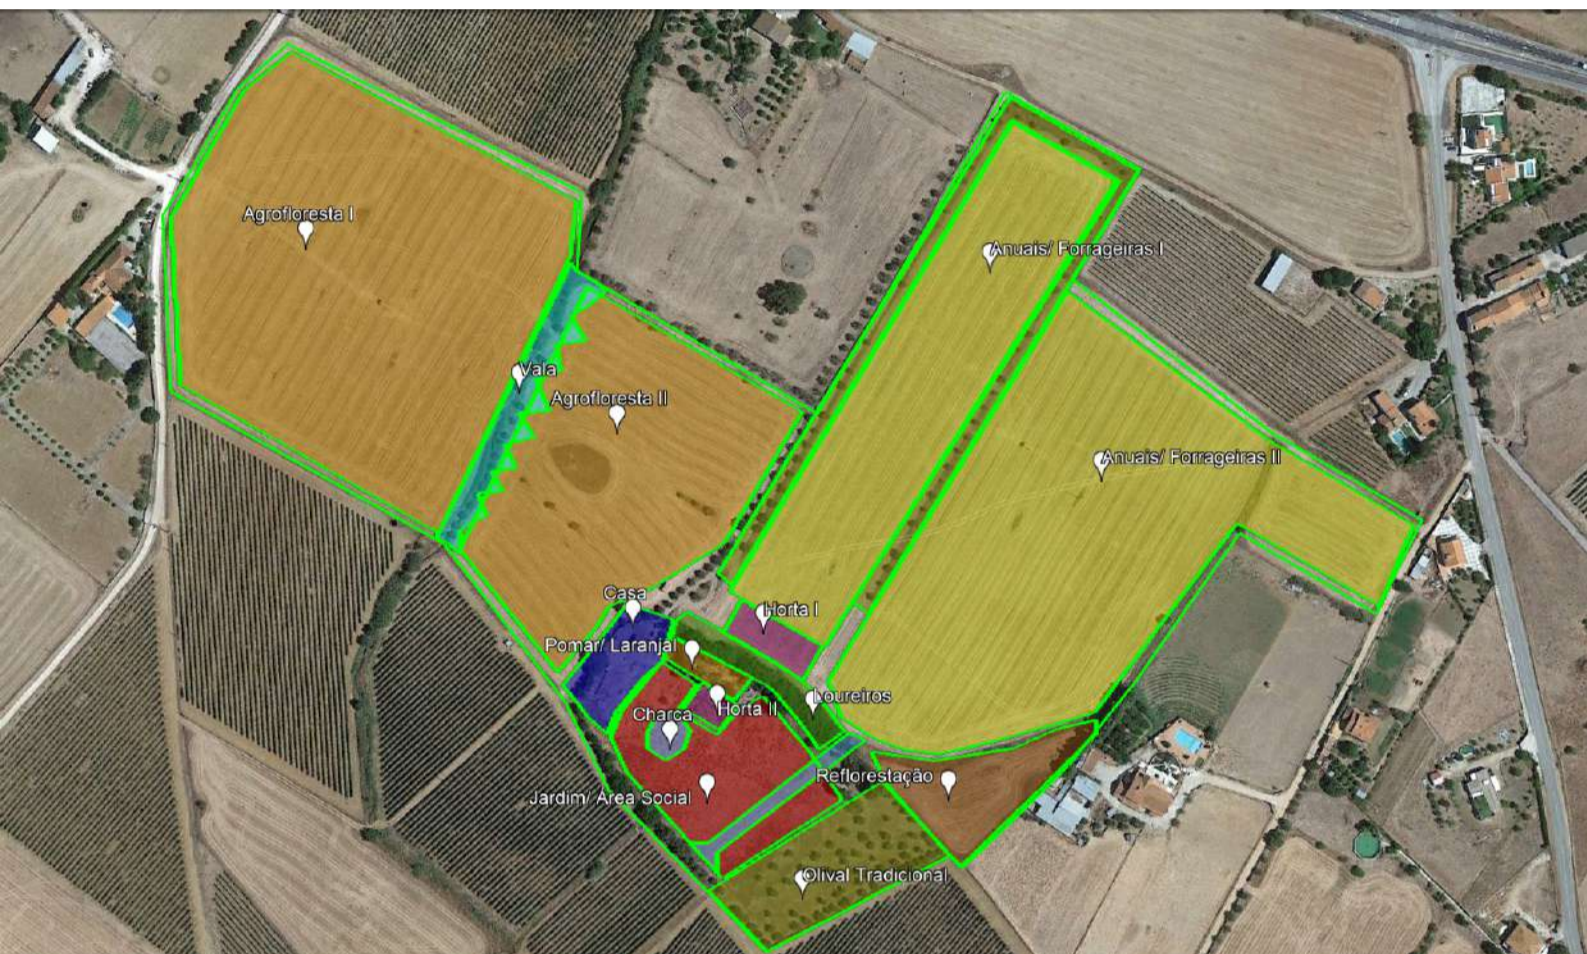 Agrofloresta I
Anuais/ Forrageiras I
Vala
Agrofloresta II
Anuais/ Forrageiras II
Casa
Horta I
Pomar/ Laranjal
Loureiros
Horta II
Charca
Reflorestação
Jardim/ Área Social
Olival Tradicional